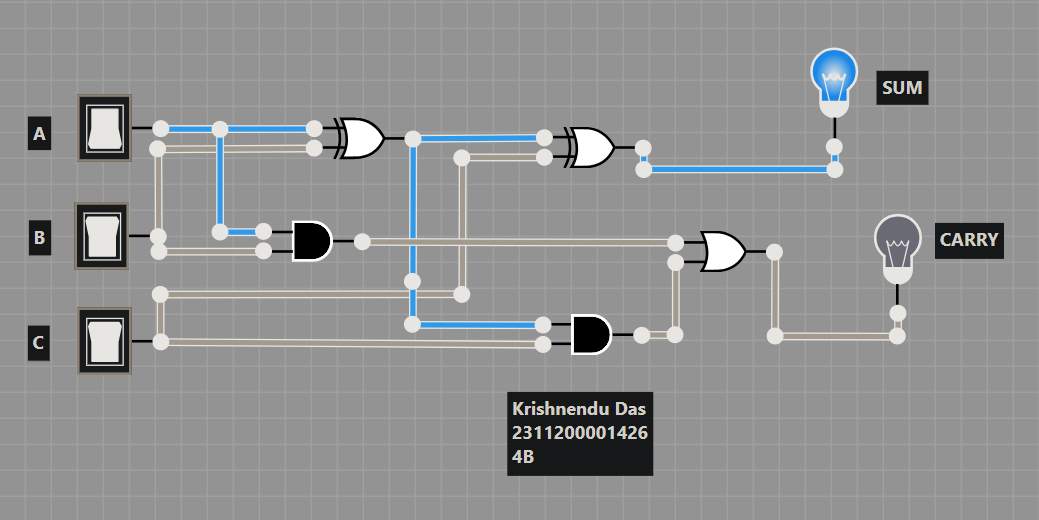 A
B
C
SUM
CARRY
Krishnendu Das
2311200001426
4B